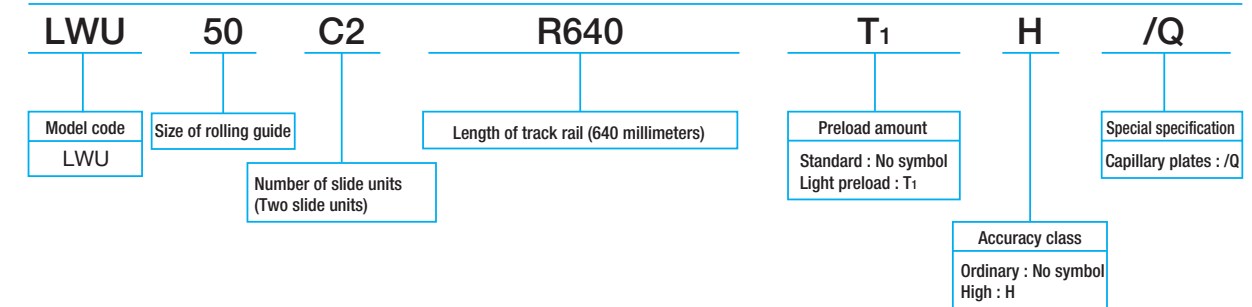 LWU 50 C2 R640 T1 H /Q
Model code
LWU
Size of rolling guide
Number of slide units
(Two slide units)
Length of track rail (640 millimeters)
Preload amount
Standard : No symbol
Light preload : T1
Accuracy class
Ordinary : No symbol
High : H
Special specification
Capillary plates : /Q